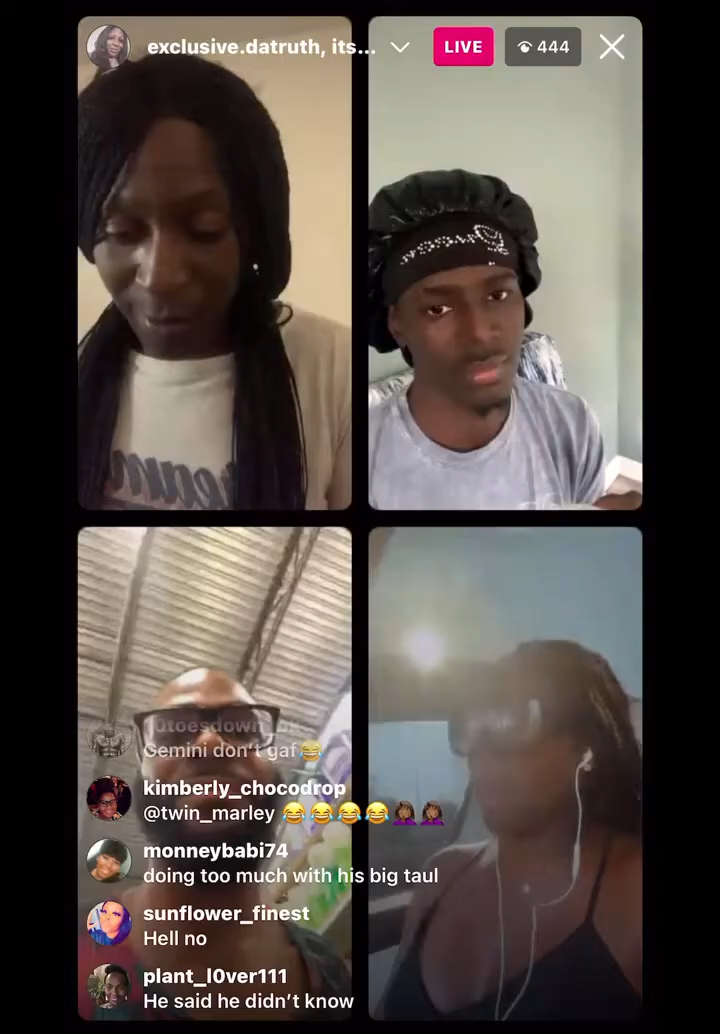 exclusive.datruth, its...
LIVE
444
Gemini don't gaf😂
kimberly_chocodrop
@twin_marley 😂😂😂😂🤦🏾‍♀️🤦🏾‍♀️
monneybabi74
doing too much with his big taul
sunflower_finest
Hell no
plant_l0ver111
He said he didn't know